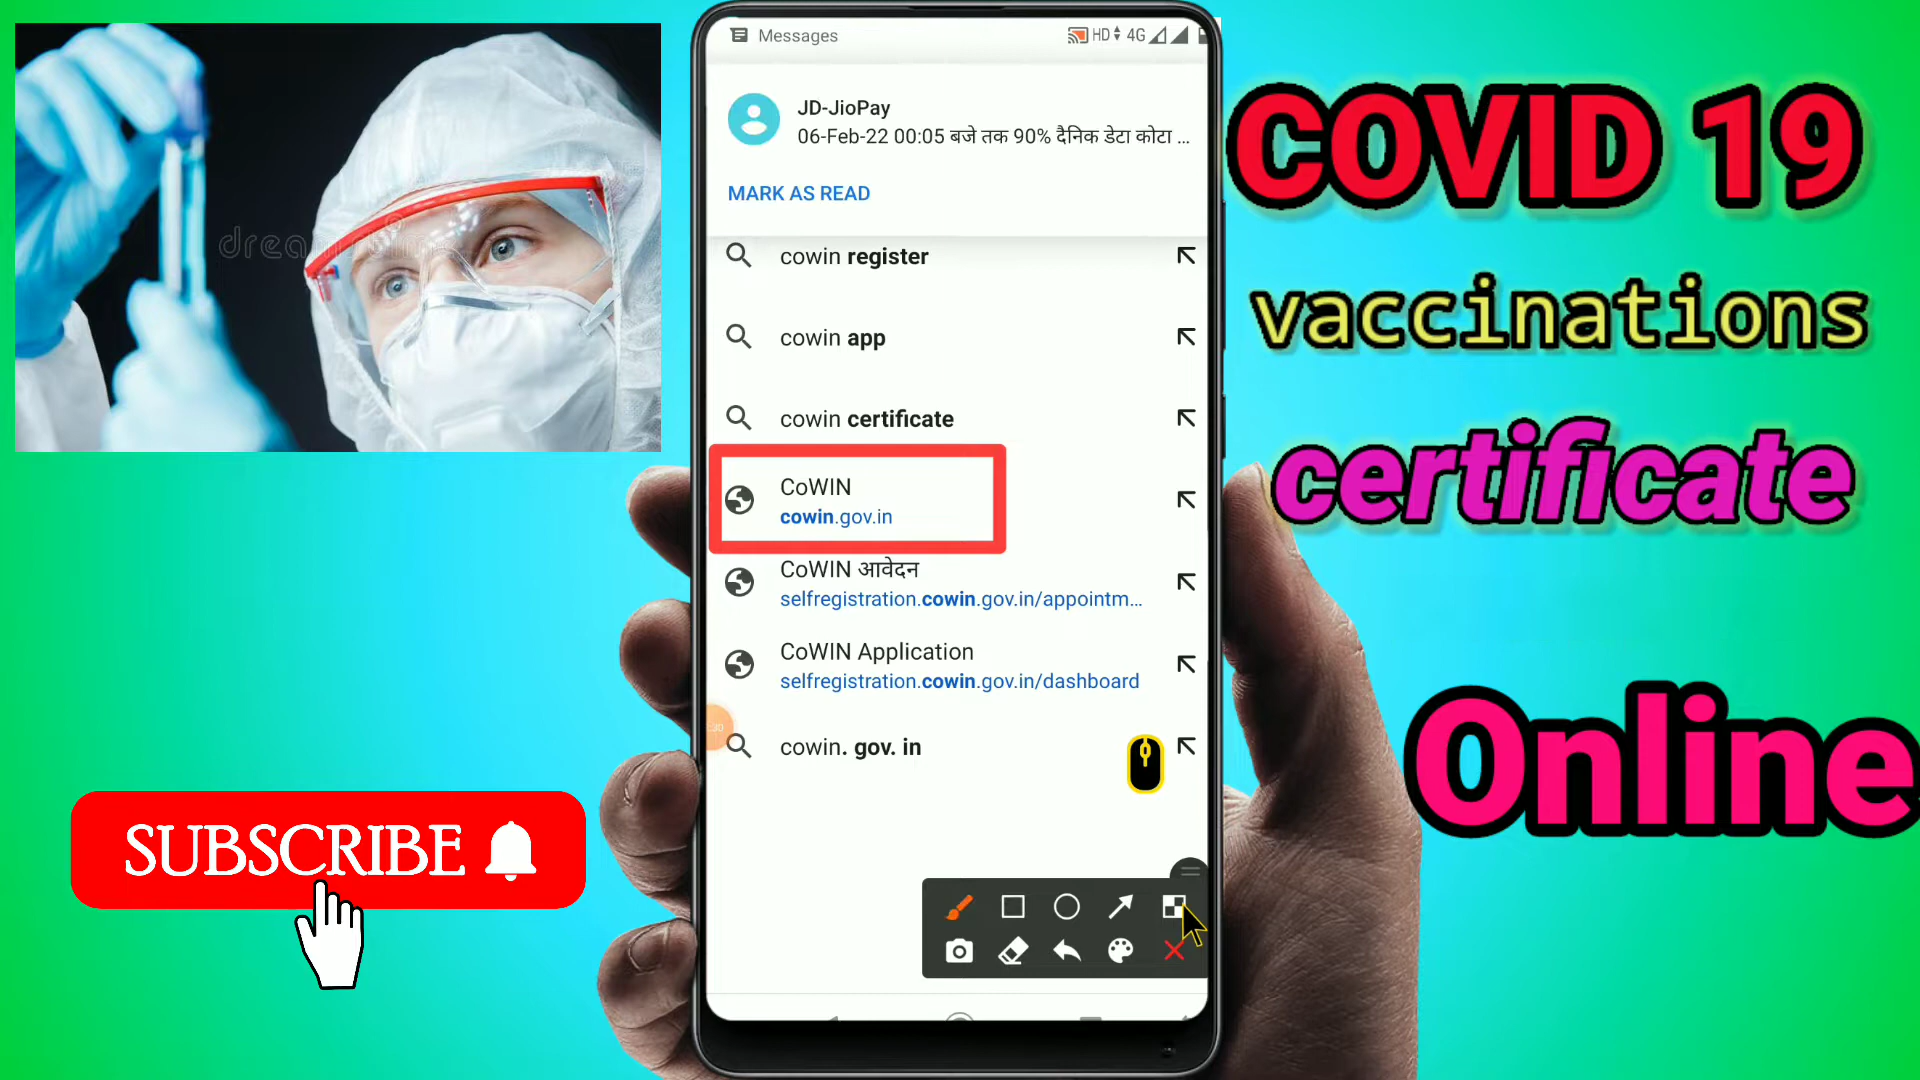 Messages
HD 4G
JD-JioPay
06-Feb-22 00:05 बजे तक 90% दैनिक डेटा कोटा ...
MARK AS READ
cowin register
cowin app
cowin certificate
CoWIN
cowin.gov.in
CoWIN आवेदन
selfregistration.cowin.gov.in/appointm...
CoWIN Application
selfregistration.cowin.gov.in/dashboard
cowin. gov. in
COVID 19
vaccinations
certificate
Online
SUBSCRIBE